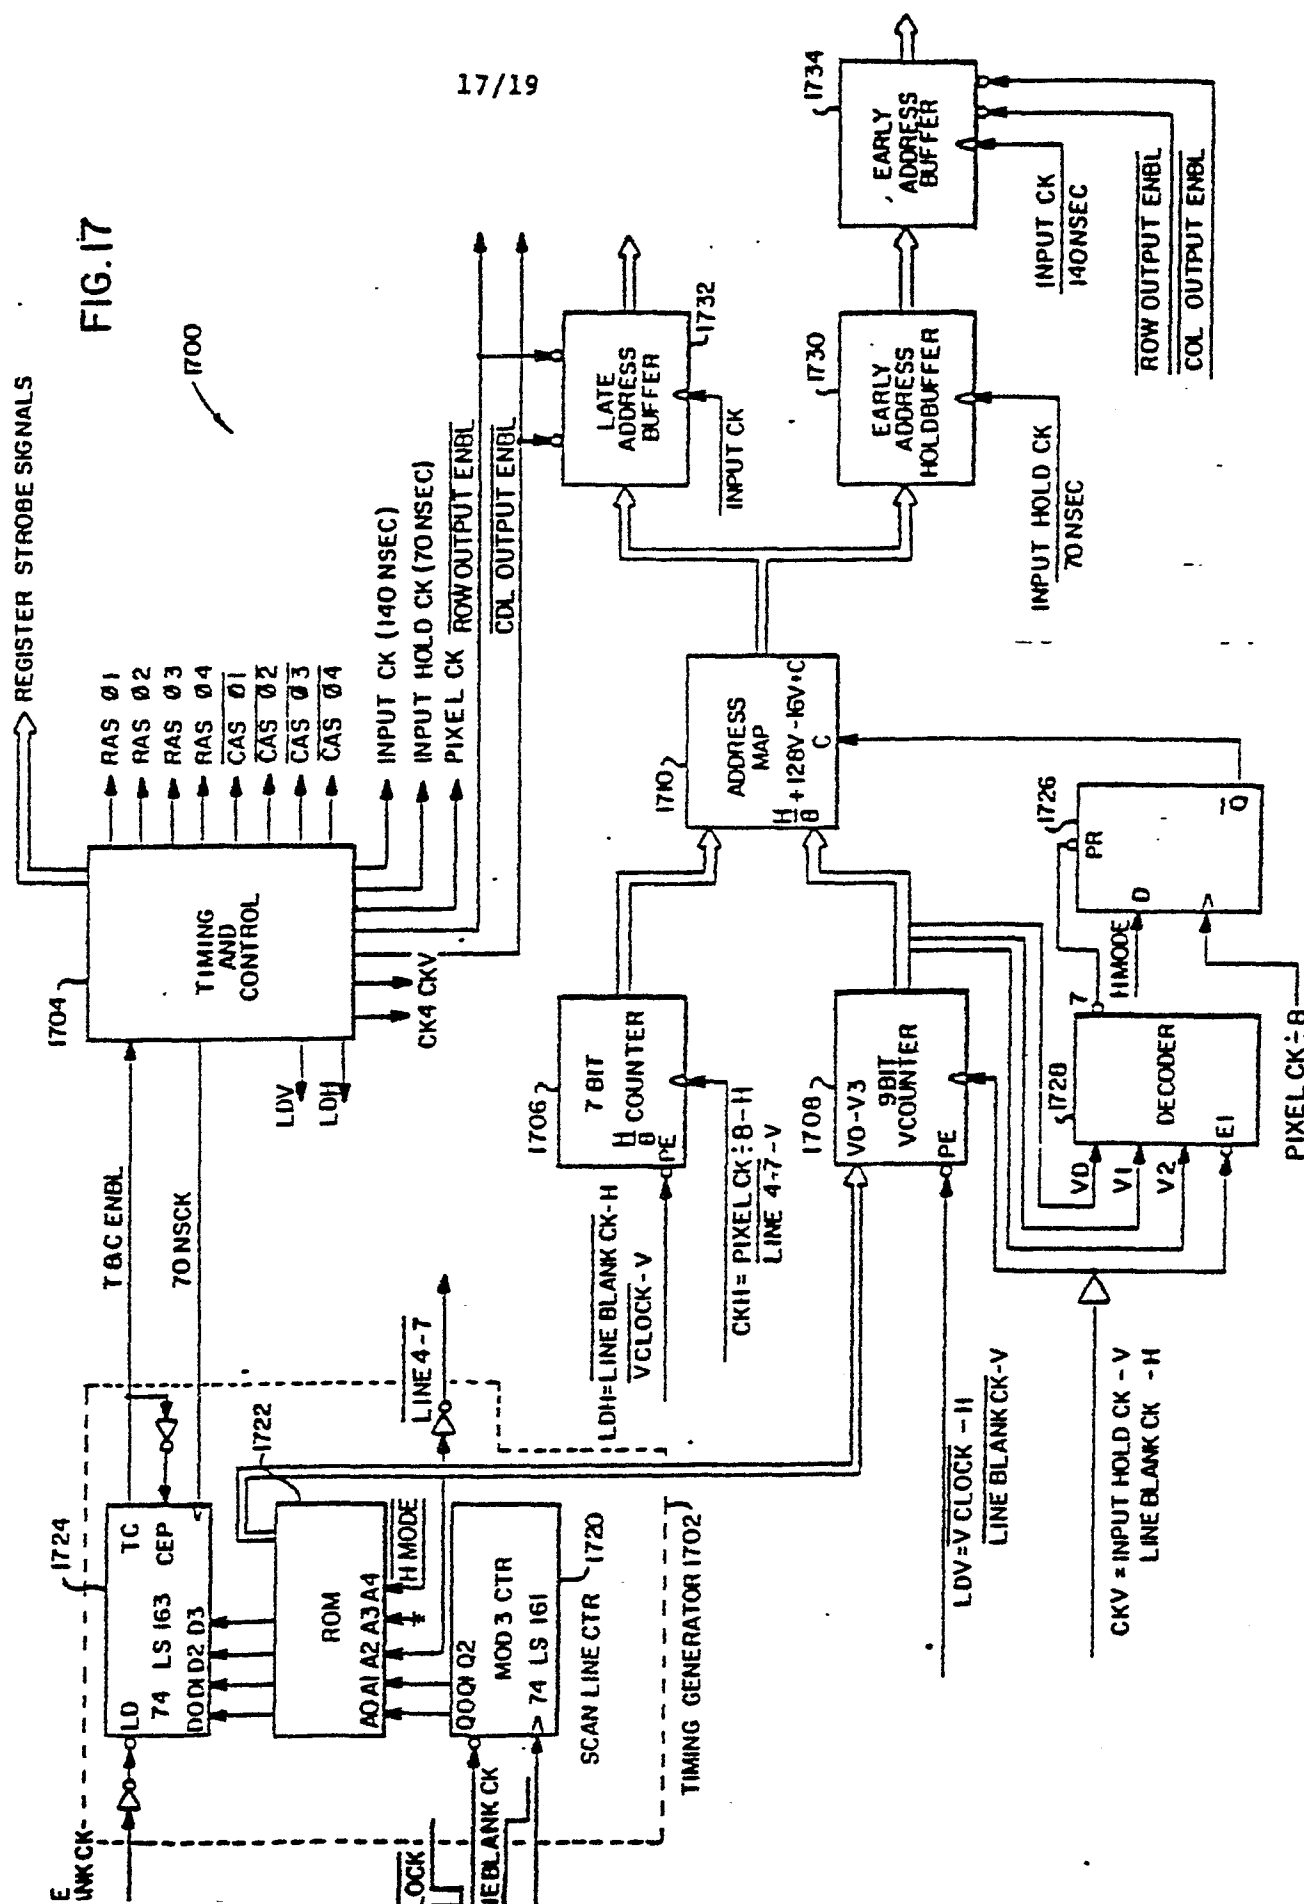 17/19
FIG. 17
1700
REGISTER STROBE SIGNALS
RAS Ø1
RAS Ø2
RAS Ø3
RAS Ø4
CAS Ø1
CAS Ø2
CAS Ø3
CAS Ø4
INPUT CK (140 NSEC)
INPUT HOLD CK (70 NSEC)
PIXEL CK
ROW OUTPUT ENBL
COL OUTPUT ENBL
1704
TIMING
AND
CONTROL
T&C ENBL
70NSCK
LDV
LDH
CK4 CKV
1724
LD
TC
74 LS 163
CEP
D0 D1 D2 D3
1722
ROM
A0 A1 A2 A3 A4
H MODE
LINE 4-7
Q0 Q1 Q2
MOD 3 CTR
74 LS 161
1720
SCAN LINE CTR
TIMING GENERATOR 1702
1706
7 BIT
H/8 COUNTER
PE
LDH=LINE BLANK CK-H
VCLOCK-V
CKH=PIXEL CK÷8-H
LINE 4-7-V
1708
V0-V3
9BIT
VCOUNTER
PE
LDV=V CLOCK-H
LINE BLANK CK-V
CKV=INPUT HOLD CK-V
LINE BLANK CK-H
1710
ADDRESS
MAP
H/8+128V-16V+C
C
1728
DECODER
V0
V1
V2
E1
7
1726
PR
HMODE
D
Q
PIXEL CK÷8
LATE
ADDRESS
BUFFER
1732
INPUT CK
1730
EARLY
ADDRESS
HOLDBUFFER
INPUT HOLD CK
70NSEC
1734
EARLY
ADDRESS
BUFFER
INPUT CK
140NSEC
ROW OUTPUT ENBL
COL OUTPUT ENBL